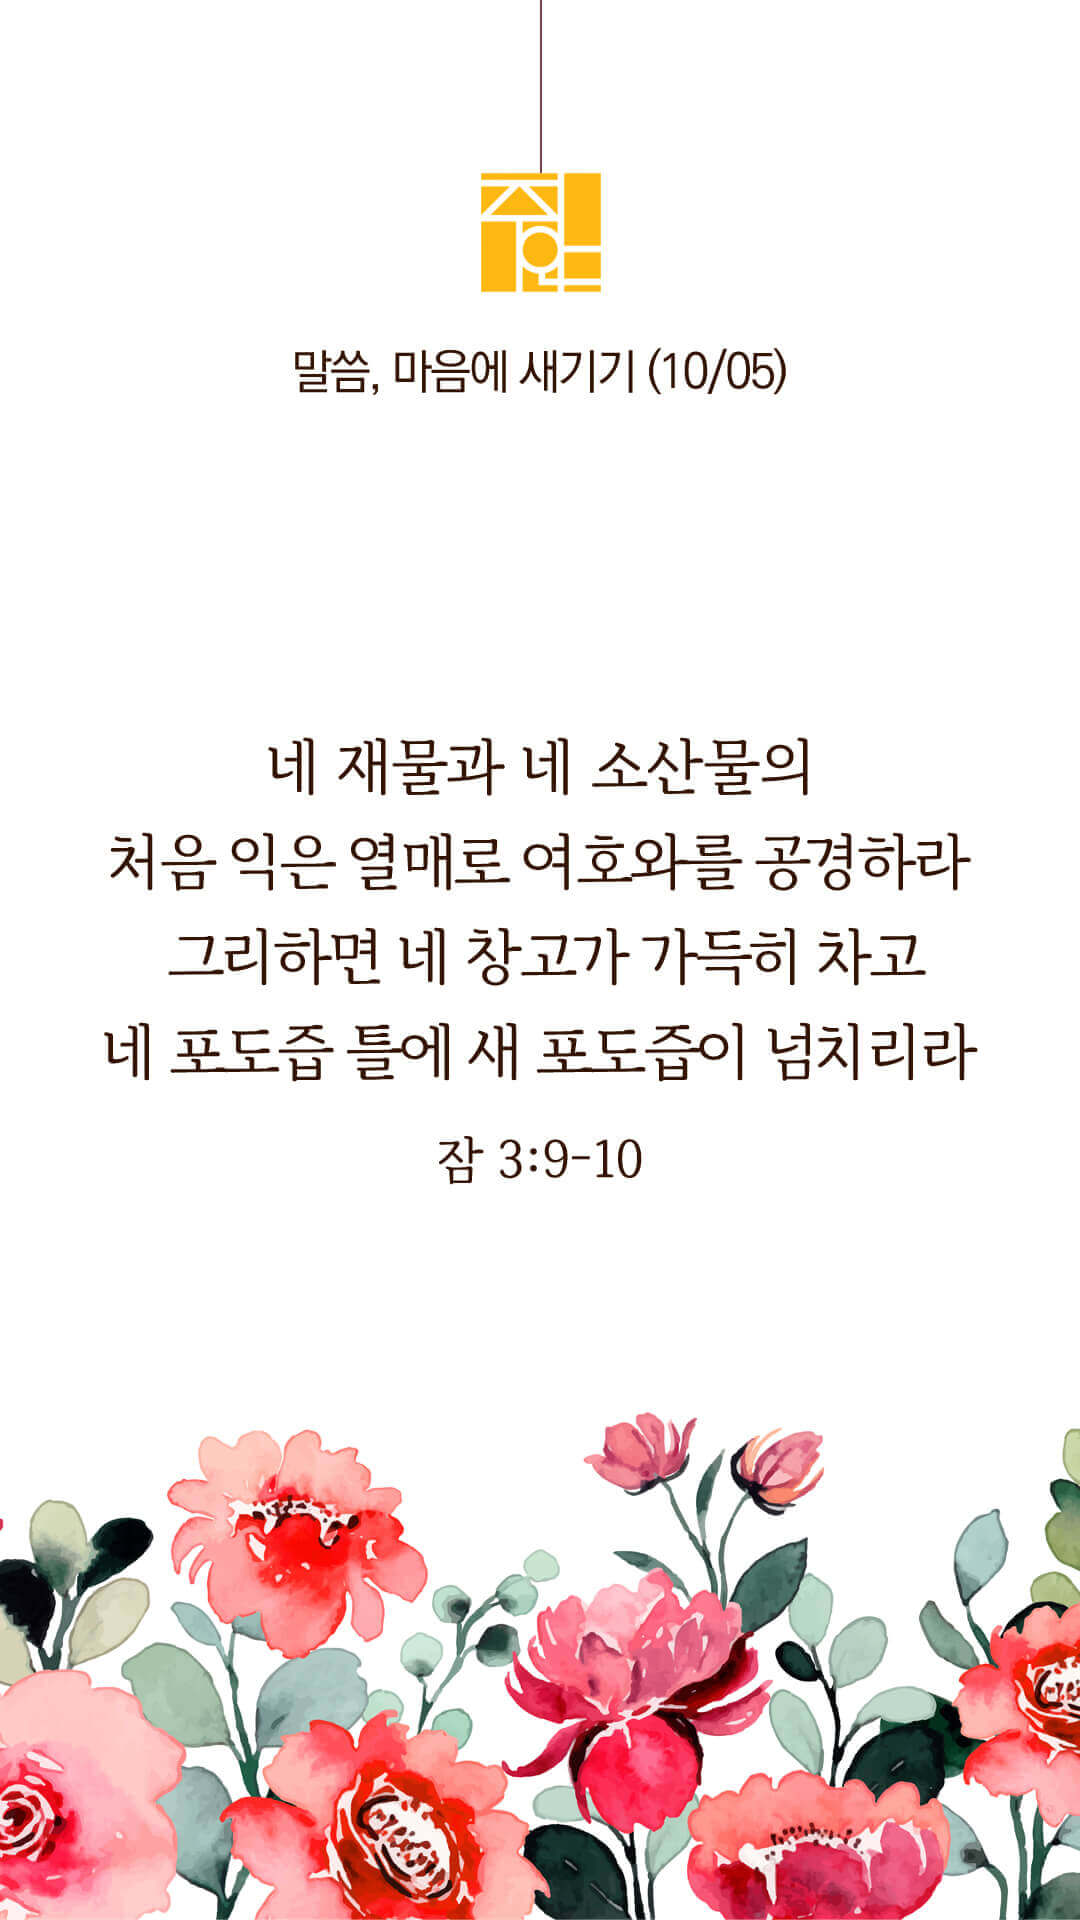 주인
말씀, 마음에 새기기 (10/05)
네 재물과 네 소산물의
처음 익은 열매로 여호와를 공경하라
그리하면 네 창고가 가득히 차고
네 포도즙 틀에 새 포도즙이 넘치리라
잠 3:9-10